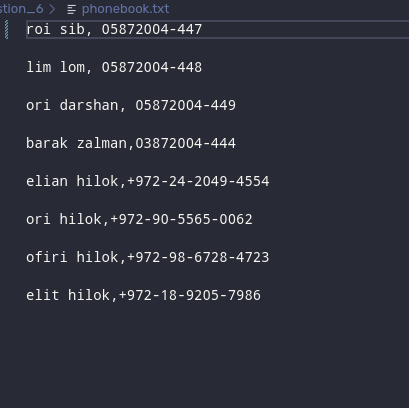 stion_6 > phonebook.txt
roi sib, 05872004-447
lim lom, 05872004-448
ori darshan, 05872004-449
barak zalman,03872004-444
elian hilok,+972-24-2049-4554
ori hilok,+972-90-5565-0062
ofiri hilok,+972-98-6728-4723
elit hilok,+972-18-9205-7986